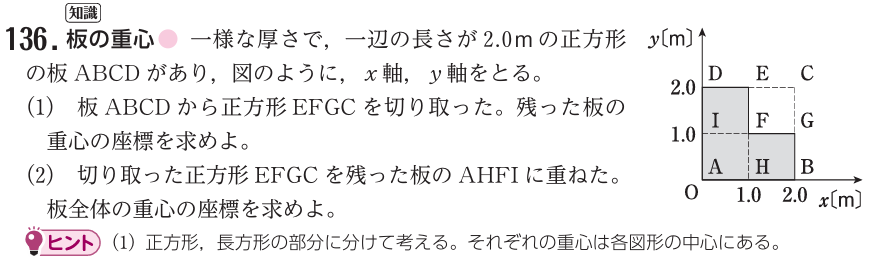 知識
136. 板の重心● 一様な厚さで，一辺の長さが 2.0m の正方形
の板 ABCD があり，図のように，x 軸，y 軸をとる。
(1) 板 ABCD から正方形 EFGC を切り取った。残った板の
重心の座標を求めよ。
(2) 切り取った正方形 EFGC を残った板の AHFI に重ねた。
板全体の重心の座標を求めよ。
ヒント (1) 正方形，長方形の部分に分けて考える。それぞれの重心は各図形の中心にある。
y〔m〕
D E C
2.0
I F G
1.0
A H B
O 1.0 2.0 x〔m〕